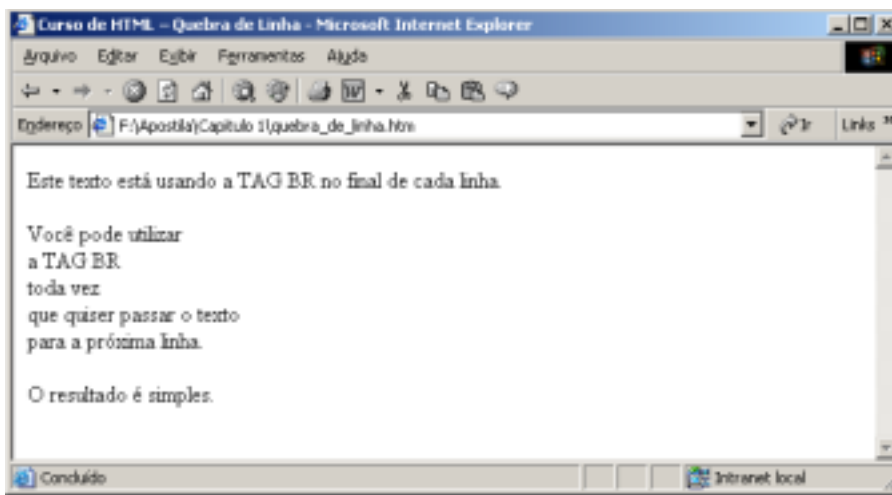 Curso de HTML – Quebra de Linha - Microsoft Internet Explorer
Arquivo Editar Exibir Ferramentas Ajuda
Endereço F:\Apostila\Capitulo 1\quebra_de_linha.htm Ir Links »
Este texto está usando a TAG BR no final de cada linha.
Você pode utilizar
a TAG BR
toda vez
que quiser passar o texto
para a próxima linha.
O resultado é simples.
Concluído Intranet local